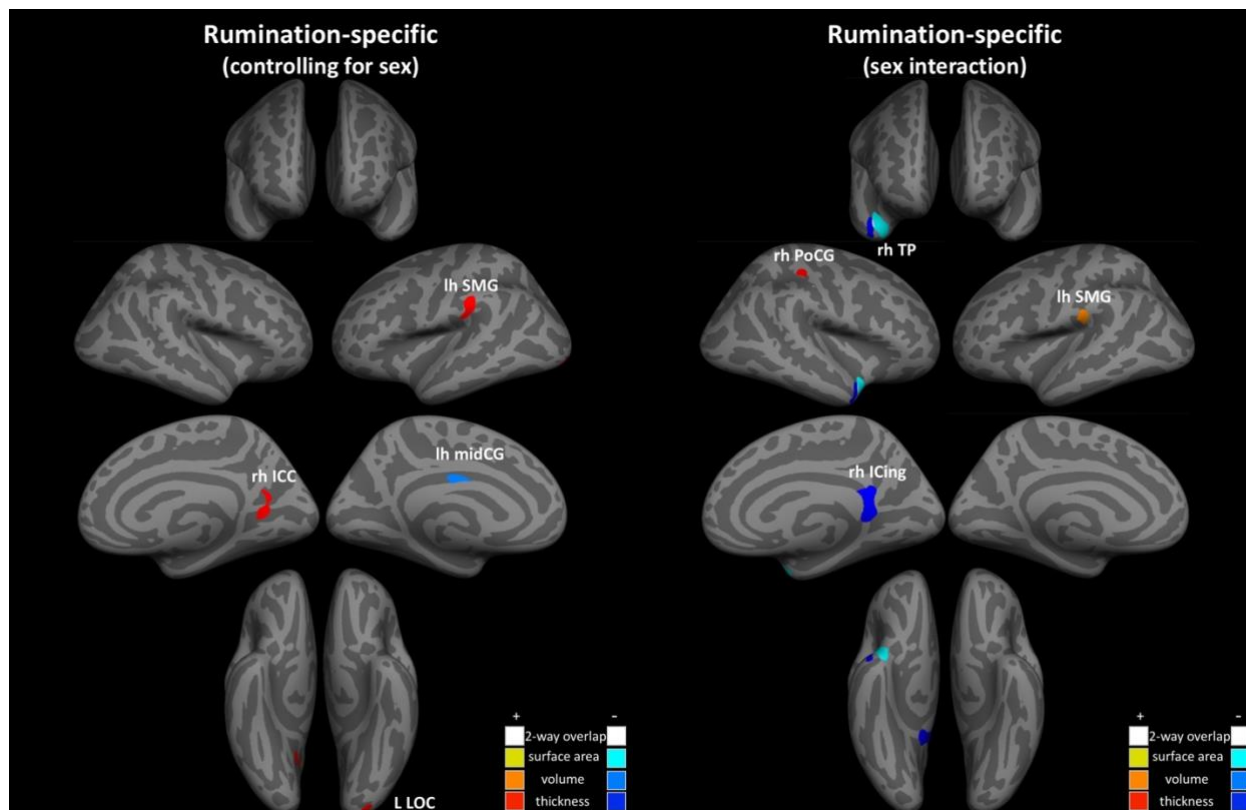 Rumination-specific
(controlling for sex)
lh SMG
rh ICC
lh midCG
L LOC
+ -
2-way overlap
surface area
volume
thickness
Rumination-specific
(sex interaction)
rh TP
rh PoCG
lh SMG
rh ICing
+ -
2-way overlap
surface area
volume
thickness